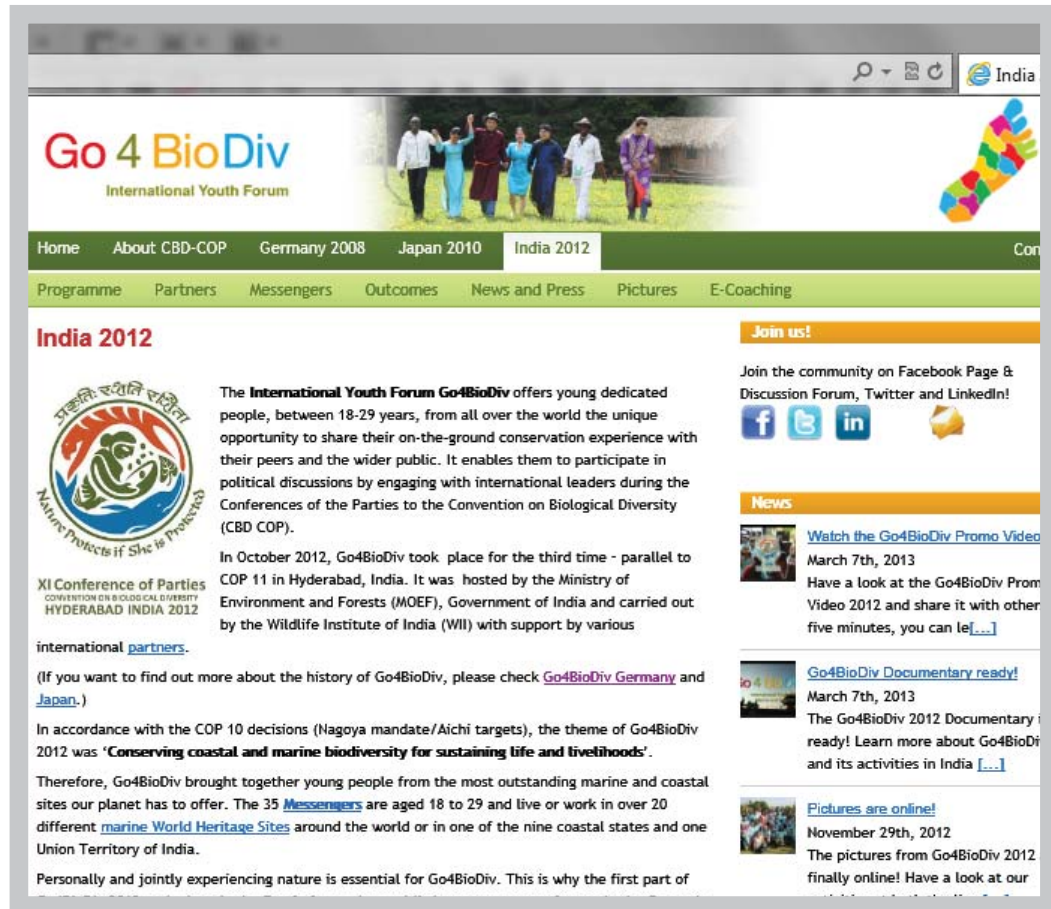 India
Go 4 BioDiv
International Youth Forum
Home About CBD-COP Germany 2008 Japan 2010 India 2012 Con
Programme Partners Messengers Outcomes News and Press Pictures E-Coaching
India 2012
प्रकृतिः रक्षति रक्षिता
Nature Protects if She is Protected
XI Conference of Parties
CONVENTION ON BIOLOGICAL DIVERSITY
HYDERABAD INDIA 2012
The International Youth Forum Go4BioDiv offers young dedicated
people, between 18-29 years, from all over the world the unique
opportunity to share their on-the-ground conservation experience with
their peers and the wider public. It enables them to participate in
political discussions by engaging with international leaders during the
Conferences of the Parties to the Convention on Biological Diversity
(CBD COP).
In October 2012, Go4BioDiv took place for the third time - parallel to
COP 11 in Hyderabad, India. It was hosted by the Ministry of
Environment and Forests (MOEF), Government of India and carried out
by the Wildlife Institute of India (WII) with support by various
international partners.
(If you want to find out more about the history of Go4BioDiv, please check Go4BioDiv Germany and
Japan.)
In accordance with the COP 10 decisions (Nagoya mandate/Aichi targets), the theme of Go4BioDiv
2012 was ‘Conserving coastal and marine biodiversity for sustaining life and livelihoods’.
Therefore, Go4BioDiv brought together young people from the most outstanding marine and coastal
sites our planet has to offer. The 35 Messengers are aged 18 to 29 and live or work in over 20
different marine World Heritage Sites around the world or in one of the nine coastal states and one
Union Territory of India.
Personally and jointly experiencing nature is essential for Go4BioDiv. This is why the first part of
Join us!
Join the community on Facebook Page &
Discussion Forum, Twitter and LinkedIn!
News
Watch the Go4BioDiv Promo Video
March 7th, 2013
Have a look at the Go4BioDiv Prom
Video 2012 and share it with other
five minutes, you can le[...]
Go4BioDiv Documentary ready!
March 7th, 2013
The Go4BioDiv 2012 Documentary i
ready! Learn more about Go4BioDi
and its activities in India [...]
Pictures are online!
November 29th, 2012
The pictures from Go4BioDiv 2012
finally online! Have a look at our